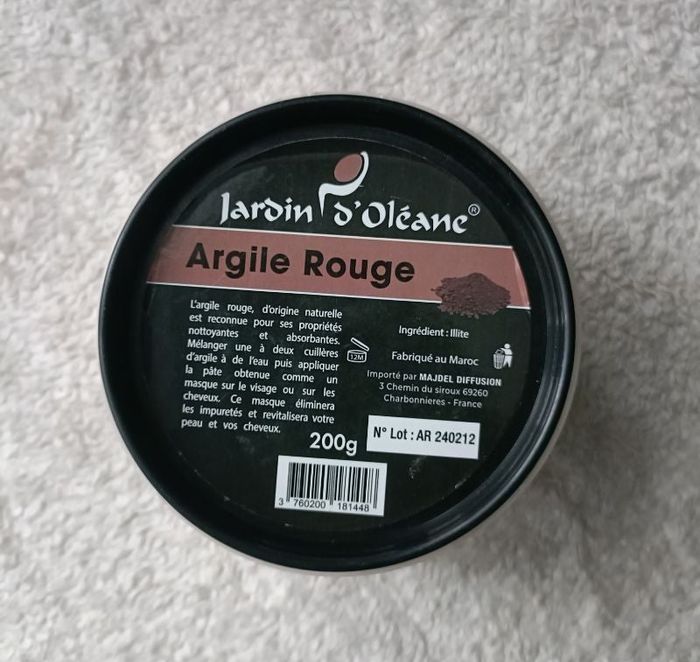 Jardin d'Oléane®
Argile Rouge
L'argile rouge, d'origine naturelle
est reconnue pour ses propriétés
nottoyantes et absorbantes.
Mélanger une à deux cuillères
d'argile à de l'eau puis appliquer
la pâte obtenue comme un
masque sur le visage ou sur les
cheveux. Ce masque éliminera
les impuretés et revitalisera votre
peau et vos cheveux.
12M
Ingrédient : Illite
Fabriqué au Maroc
Importé par MAJDEL DIFFUSION
3 Chemin du siroux 69260
Charbonnieres - France
200g
N° Lot : AR 240212
3 760200 181448